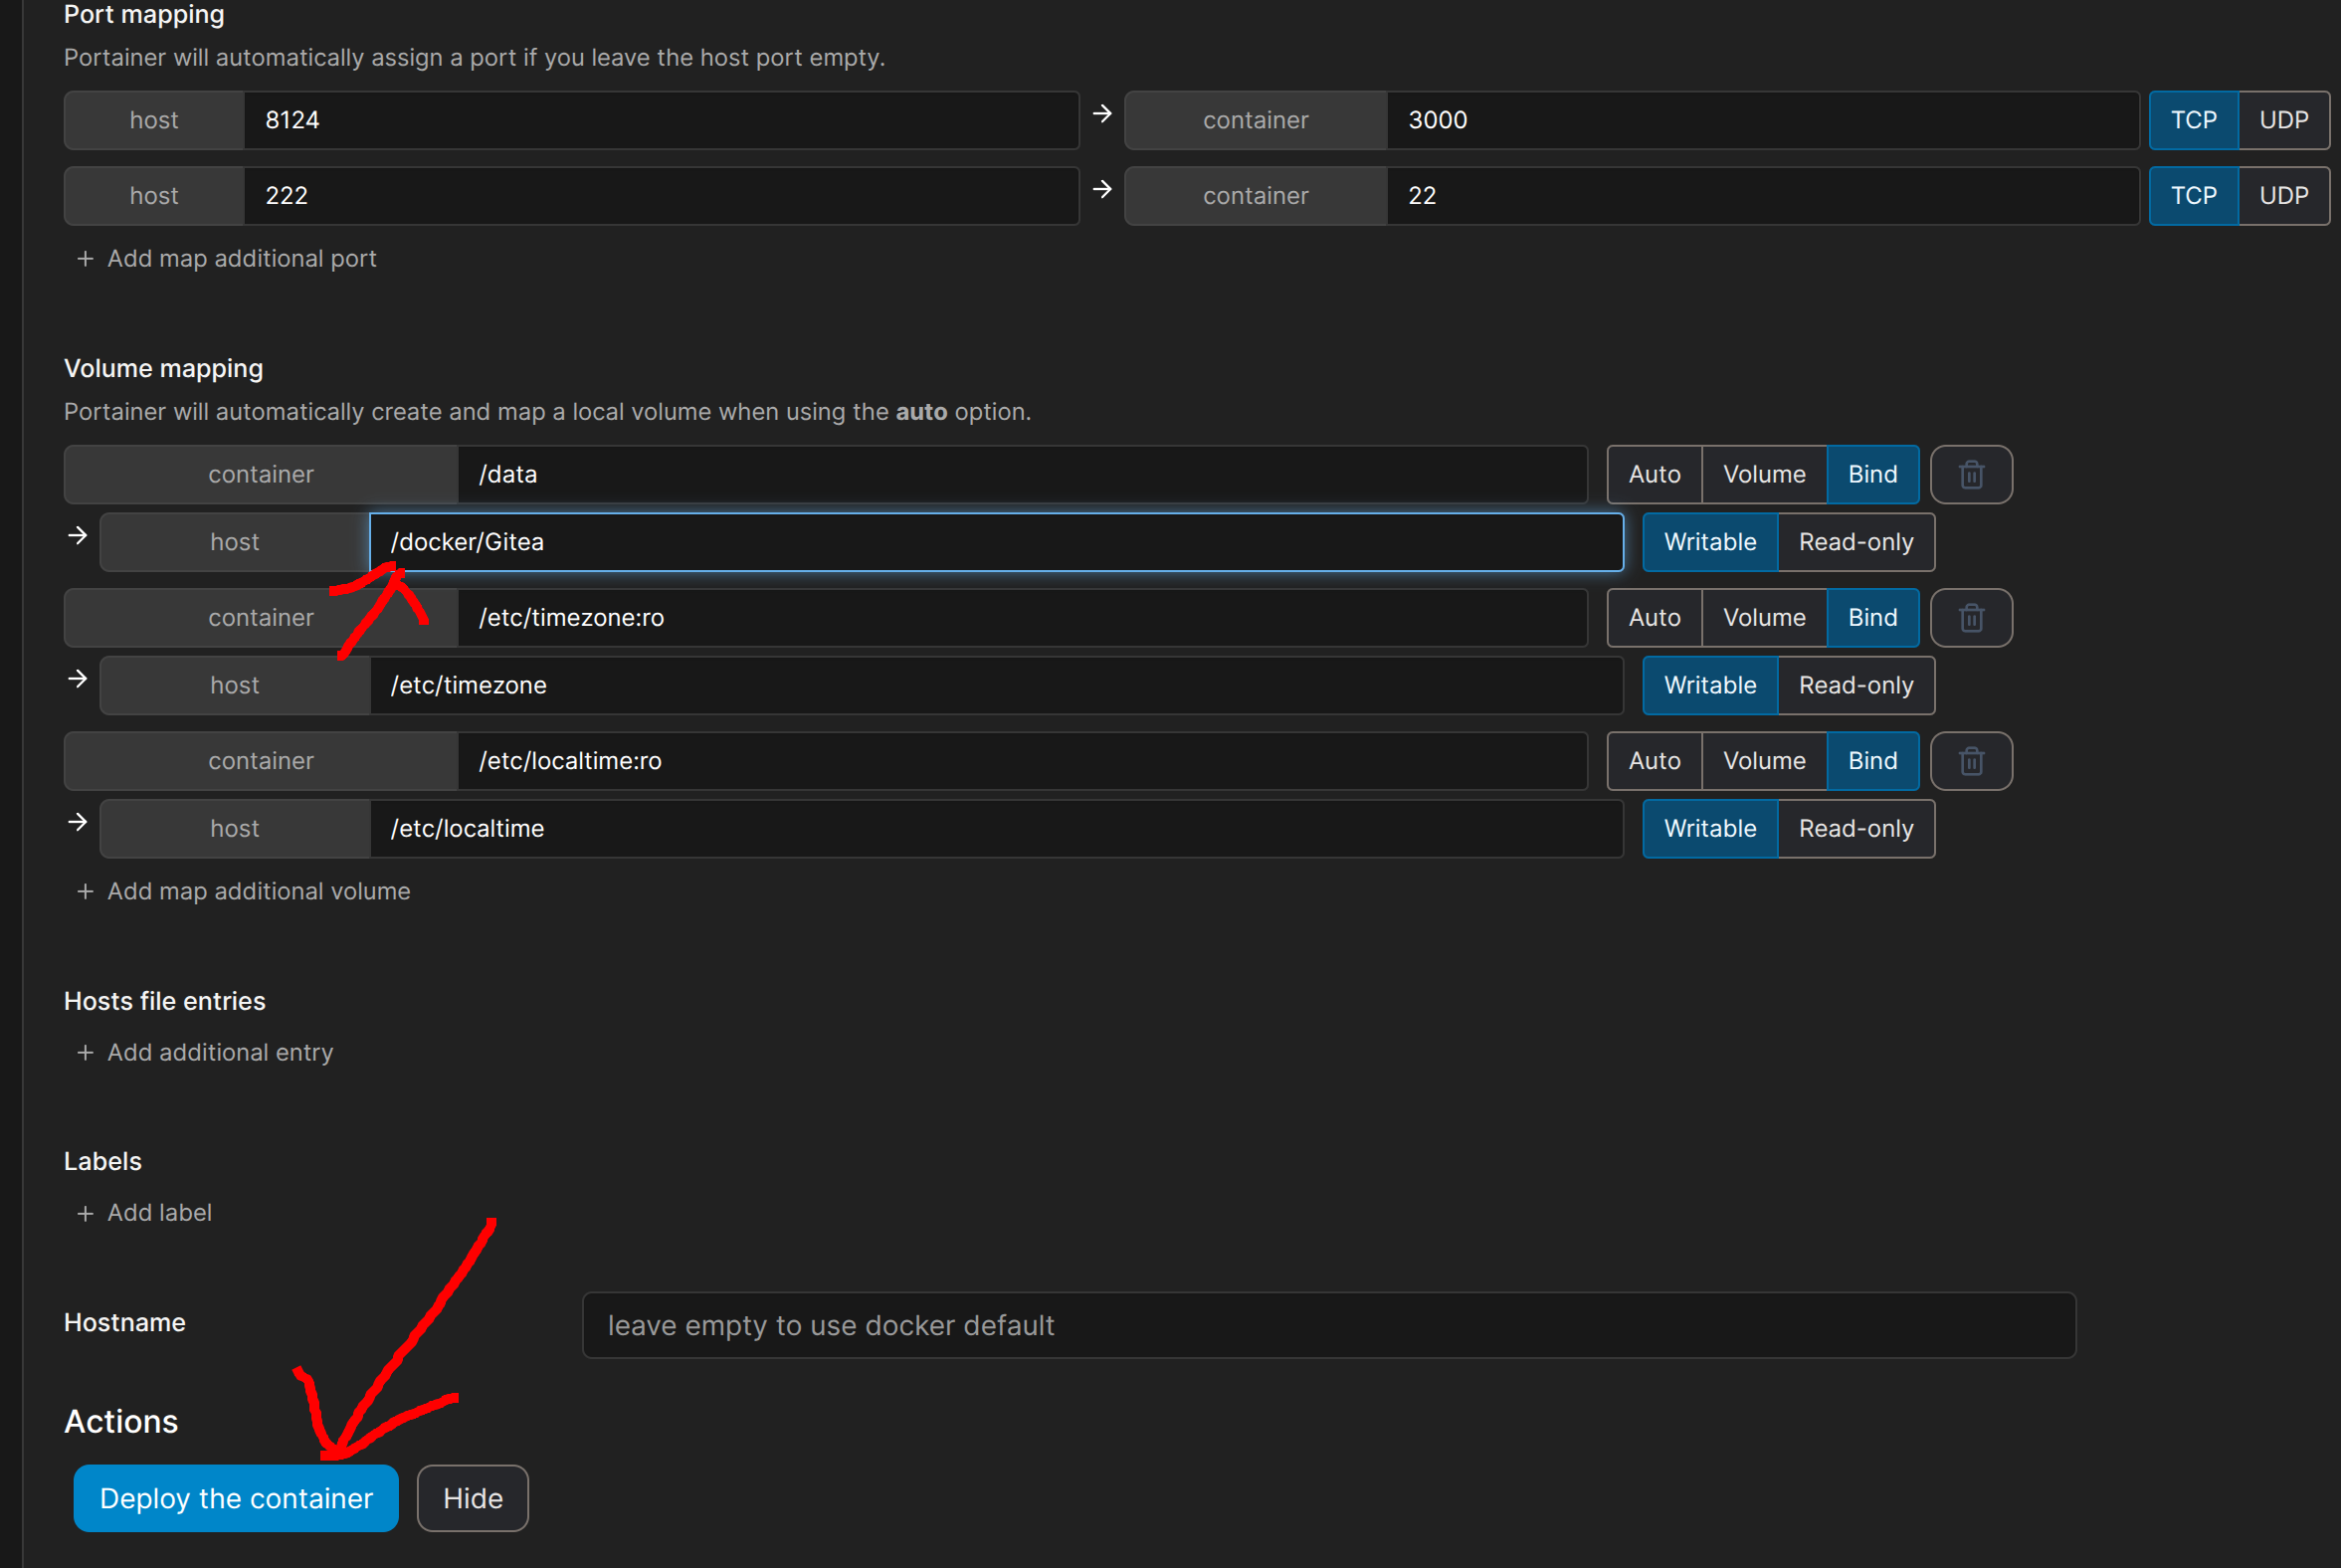 Port mapping
Portainer will automatically assign a port if you leave the host port empty.
host 8124 → container 3000 TCP UDP
host 222 → container 22 TCP UDP
+ Add map additional port
Volume mapping
Portainer will automatically create and map a local volume when using the auto option.
container /data Auto Volume Bind
→ host /docker/Gitea Writable Read-only
container /etc/timezone:ro Auto Volume Bind
→ host /etc/timezone Writable Read-only
container /etc/localtime:ro Auto Volume Bind
→ host /etc/localtime Writable Read-only
+ Add map additional volume
Hosts file entries
+ Add additional entry
Labels
+ Add label
Hostname leave empty to use docker default
Actions
Deploy the container Hide